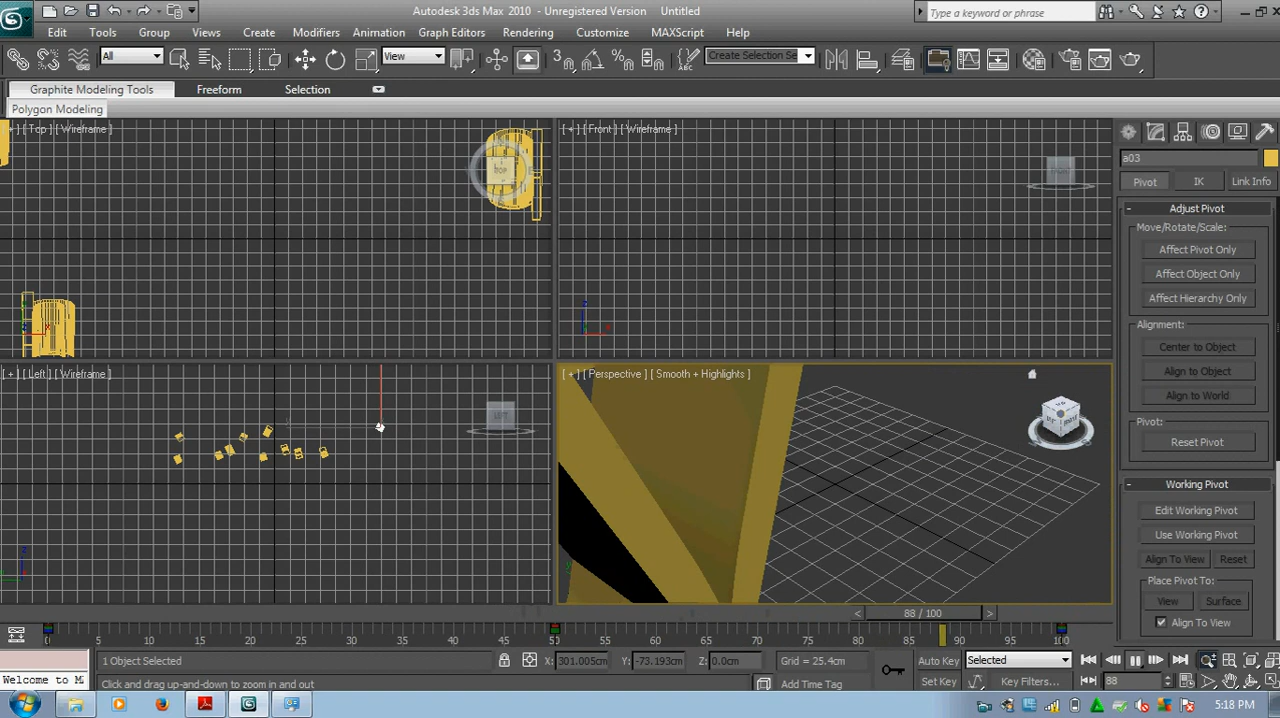 Autodesk 3ds Max 2010 - Unregistered Version Untitled
Type a keyword or phrase
Edit Tools Group Views Create Modifiers Animation Graph Editors Rendering Customize MAXScript Help
All View Create Selection Se
Graphite Modeling Tools Freeform Selection
Polygon Modeling
[ + ] [ Top ] [ Wireframe ] [ + ] [ Front ] [ Wireframe ]
TOP FRONT
a03
Pivot IK Link Info
Adjust Pivot
Move/Rotate/Scale:
Affect Pivot Only
Affect Object Only
Affect Hierarchy Only
Alignment:
Center to Object
Align to Object
Align to World
Pivot:
Reset Pivot
Working Pivot
Edit Working Pivot
Use Working Pivot
Align To View Reset
Place Pivot To:
View Surface
Align To View
[ + ] [ Left ] [ Wireframe ] [ + ] [ Perspective ] [ Smooth + Highlights ]
LEFT
< 88 / 100 >
0 5 10 15 20 25 30 35 40 45 50 55 60 65 70 75 80 85 90 95 100
1 Object Selected X: 301.005cm Y: -73.193cm Z: 0.0cm Grid = 25.4cm Auto Key Selected
Welcome to M Click and drag up-and-down to zoom in and out Add Time Tag Set Key Key Filters... 88
5:18 PM